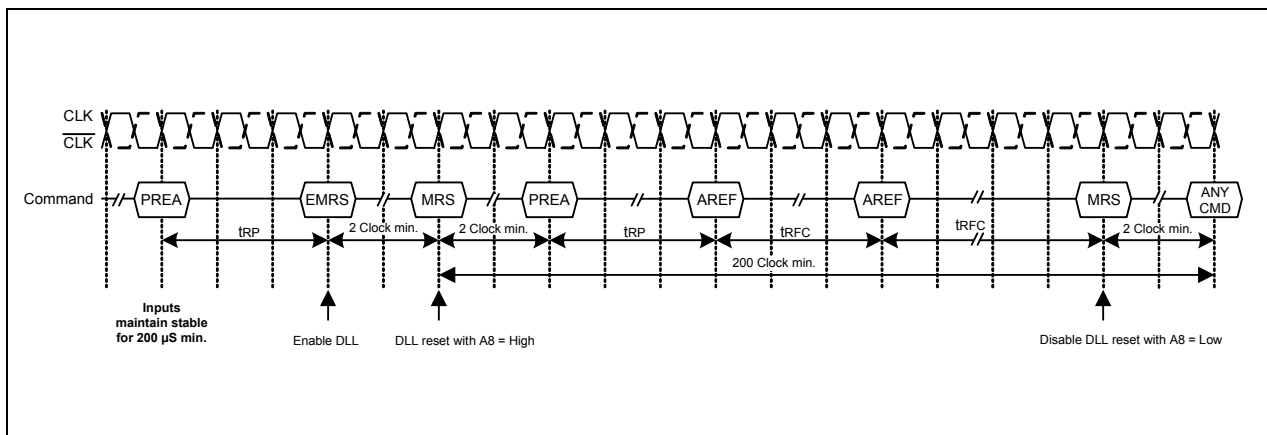 CLK
CLK
Command
PREA
EMRS
MRS
PREA
AREF
AREF
MRS
ANY
CMD
tRP
2 Clock min.
2 Clock min.
tRP
tRFC
tRFC
2 Clock min.
200 Clock min.
Inputs
maintain stable
for 200 µS min.
Enable DLL
DLL reset with A8 = High
Disable DLL reset with A8 = Low